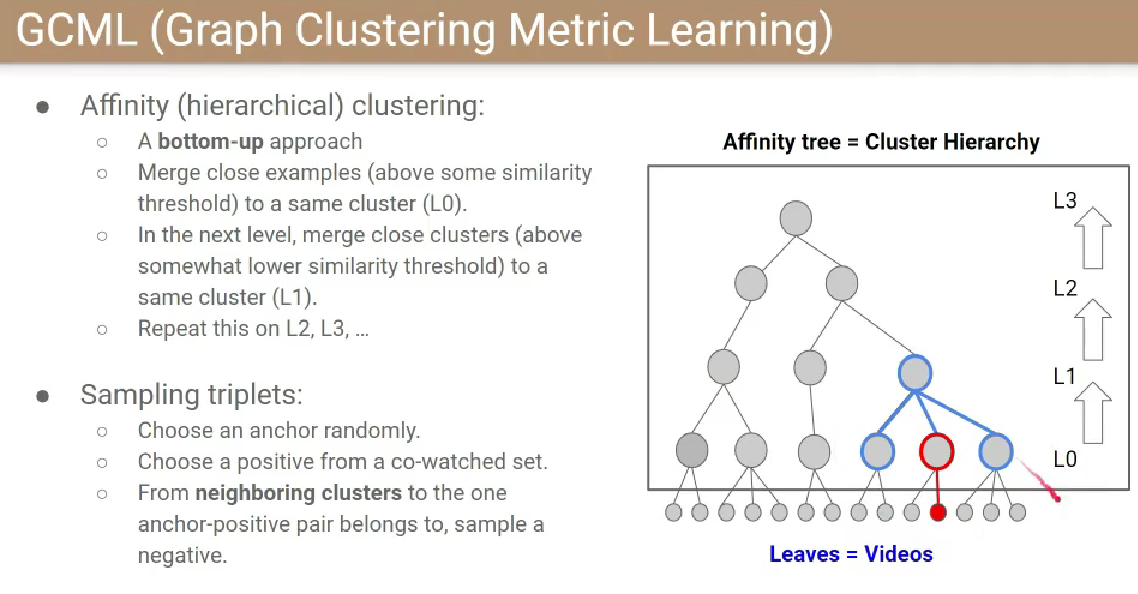 GCML (Graph Clustering Metric Learning)
● Affinity (hierarchical) clustering:
○ A bottom-up approach
○ Merge close examples (above some similarity
threshold) to a same cluster (L0).
○ In the next level, merge close clusters (above
somewhat lower similarity threshold) to a
same cluster (L1).
○ Repeat this on L2, L3, ...
● Sampling triplets:
○ Choose an anchor randomly.
○ Choose a positive from a co-watched set.
○ From neighboring clusters to the one
anchor-positive pair belongs to, sample a
negative.
Affinity tree = Cluster Hierarchy
L3
L2
L1
L0
Leaves = Videos